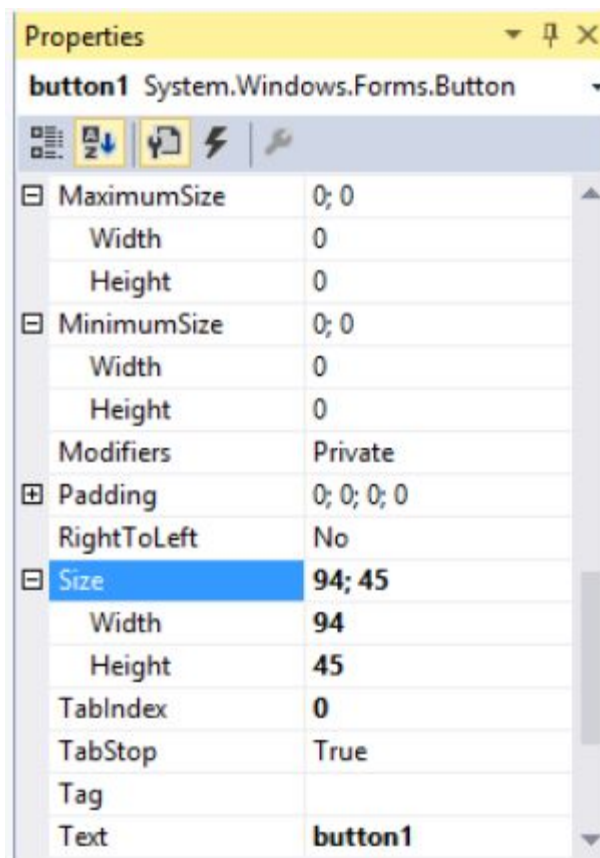 Properties
button1 System.Windows.Forms.Button
MaximumSize 0; 0
Width 0
Height 0
MinimumSize 0; 0
Width 0
Height 0
Modifiers Private
Padding 0; 0; 0; 0
RightToLeft No
Size 94; 45
Width 94
Height 45
TabIndex 0
TabStop True
Tag
Text button1